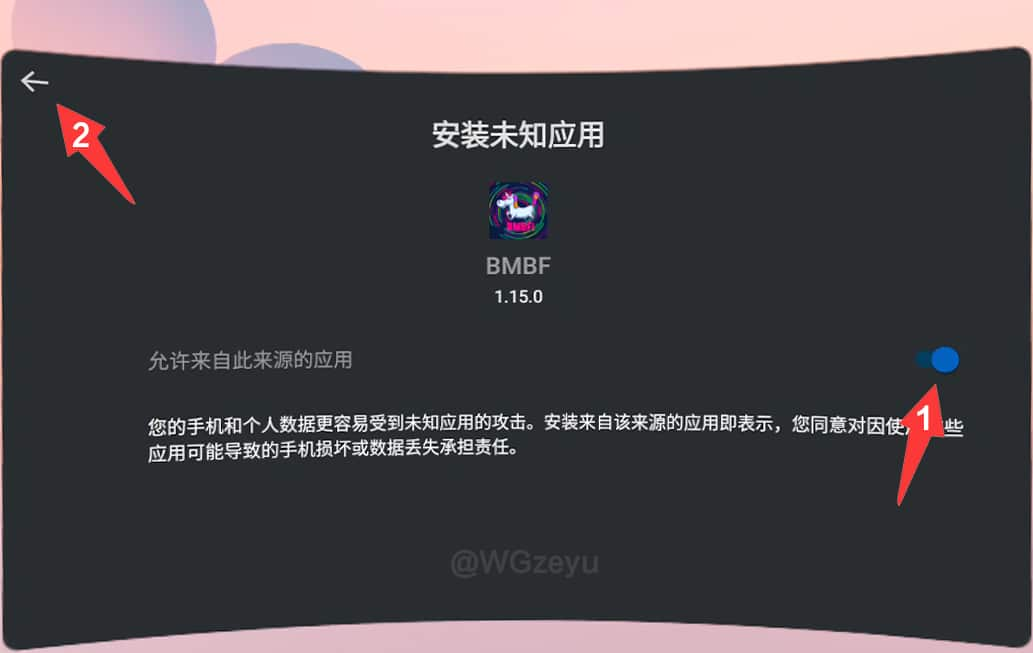 2
安装未知应用
BMBF
BMBF
1.15.0
允许来自此来源的应用
1
您的手机和个人数据更容易受到未知应用的攻击。安装来自该来源的应用即表示，您同意对因使 些
应用可能导致的手机损坏或数据丢失承担责任。
@WGzeyu